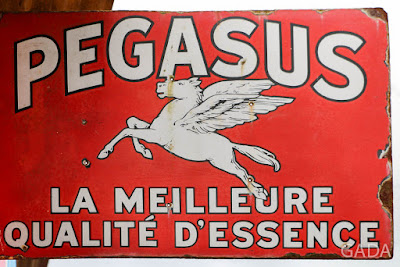 PEGASUS
LA MEILLEURE
QUALITÉ D'ESSENCE
GADA